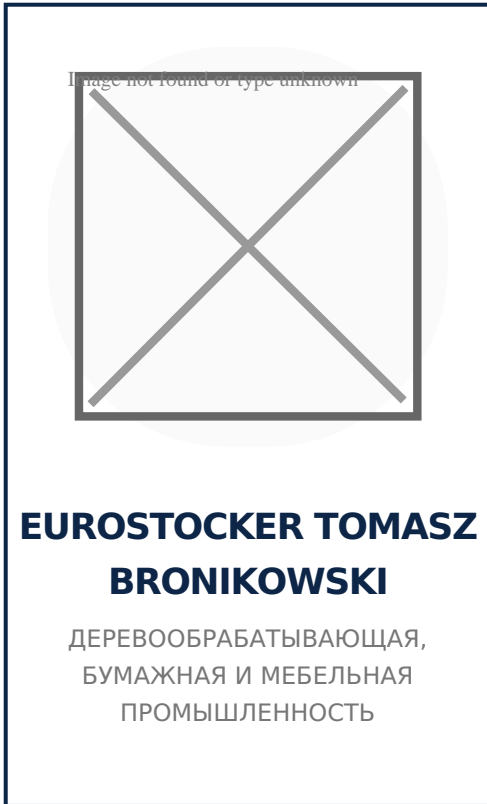 Image not found or type unknown
EUROSTOCKER TOMASZ
BRONIKOWSKI
ДЕРЕВООБРАБАТЫВАЮЩАЯ,
БУМАЖНАЯ И МЕБЕЛЬНАЯ
ПРОМЫШЛЕННОСТЬ